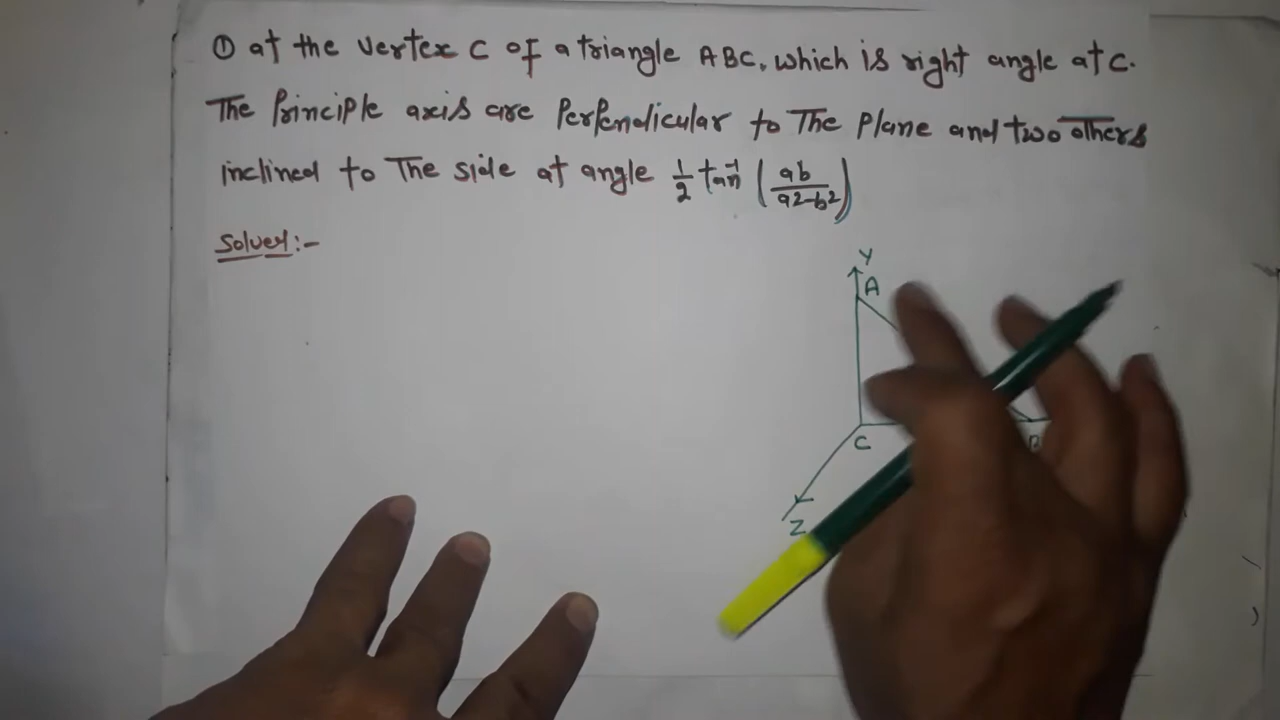 ① at the vertex C of a triangle ABC, which is right angle at C.
The Principle axis are Perpendicular to The Plane and two others
inclined to The side at angle 1/2 tan⁻¹ (ab/a2-b2)
Solve:-
Y
A
C
B
Z